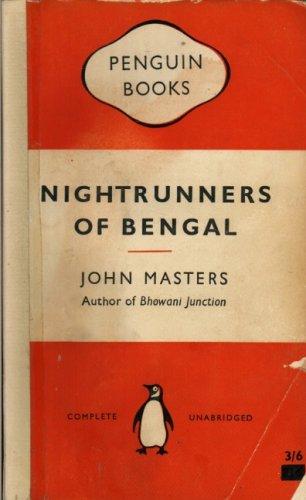 PENGUIN
BOOKS
NIGHTRUNNERS
OF BENGAL
JOHN MASTERS
Author of Bhowani Junction
COMPLETE UNABRIDGED
3/6